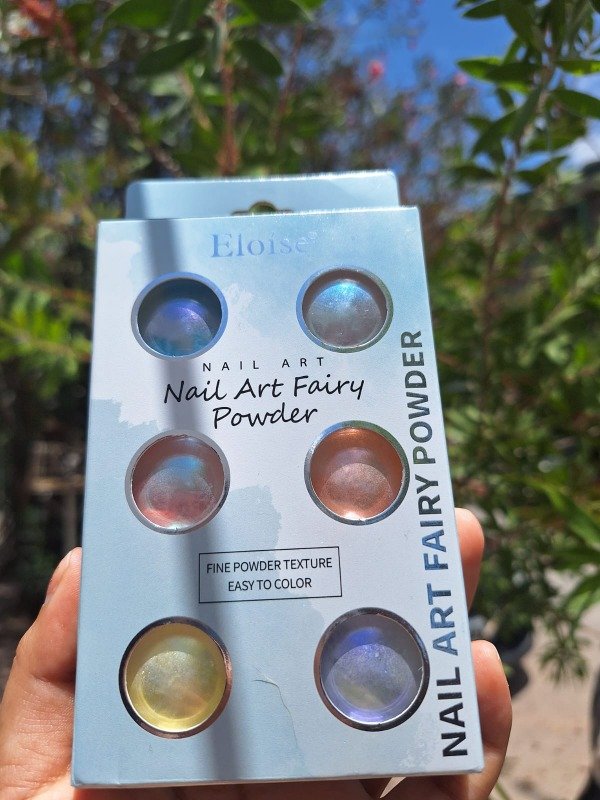 Eloise
NAIL ART
Nail Art Fairy
Powder
FINE POWDER TEXTURE
EASY TO COLOR
NAIL ART FAIRY POWDER